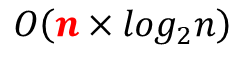 O(n × log₂n)